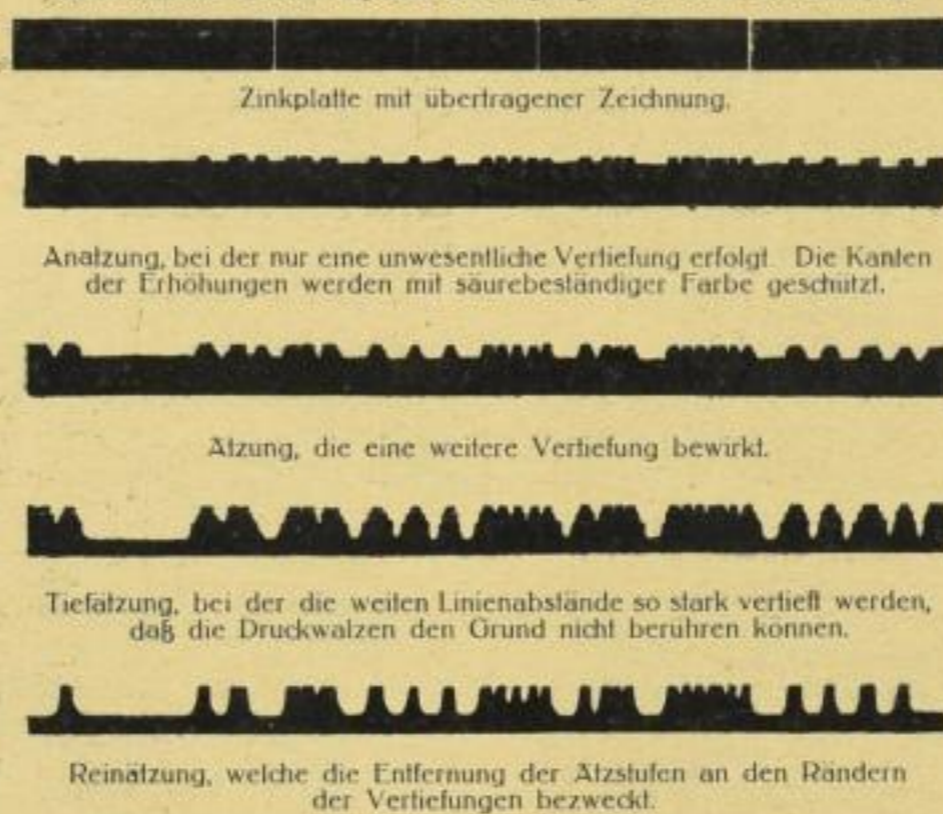 Zinkplatte mit übertragener Zeichnung.
Anätzung, bei der nur eine unwesentliche Vertiefung erfolgt. Die Kanten
der Erhöhungen werden mit säurebeständiger Farbe geschützt.
Ätzung, die eine weitere Vertiefung bewirkt.
Tiefätzung, bei der die weiten Linienabstände so stark vertieft werden,
daß die Druckwalzen den Grund nicht berühren können.
Reinätzung, welche die Entfernung der Ätzstufen an den Rändern
der Vertiefungen bezweckt.